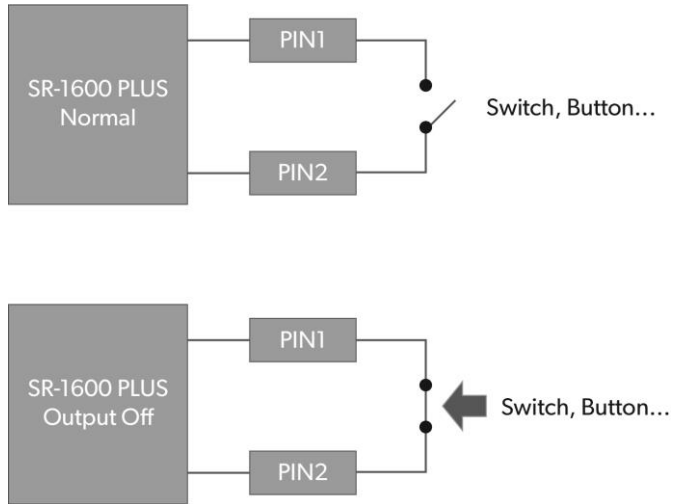 PIN1
SR-1600 PLUS
Normal
Switch, Button...
PIN2
PIN1
SR-1600 PLUS
Output Off
Switch, Button...
PIN2